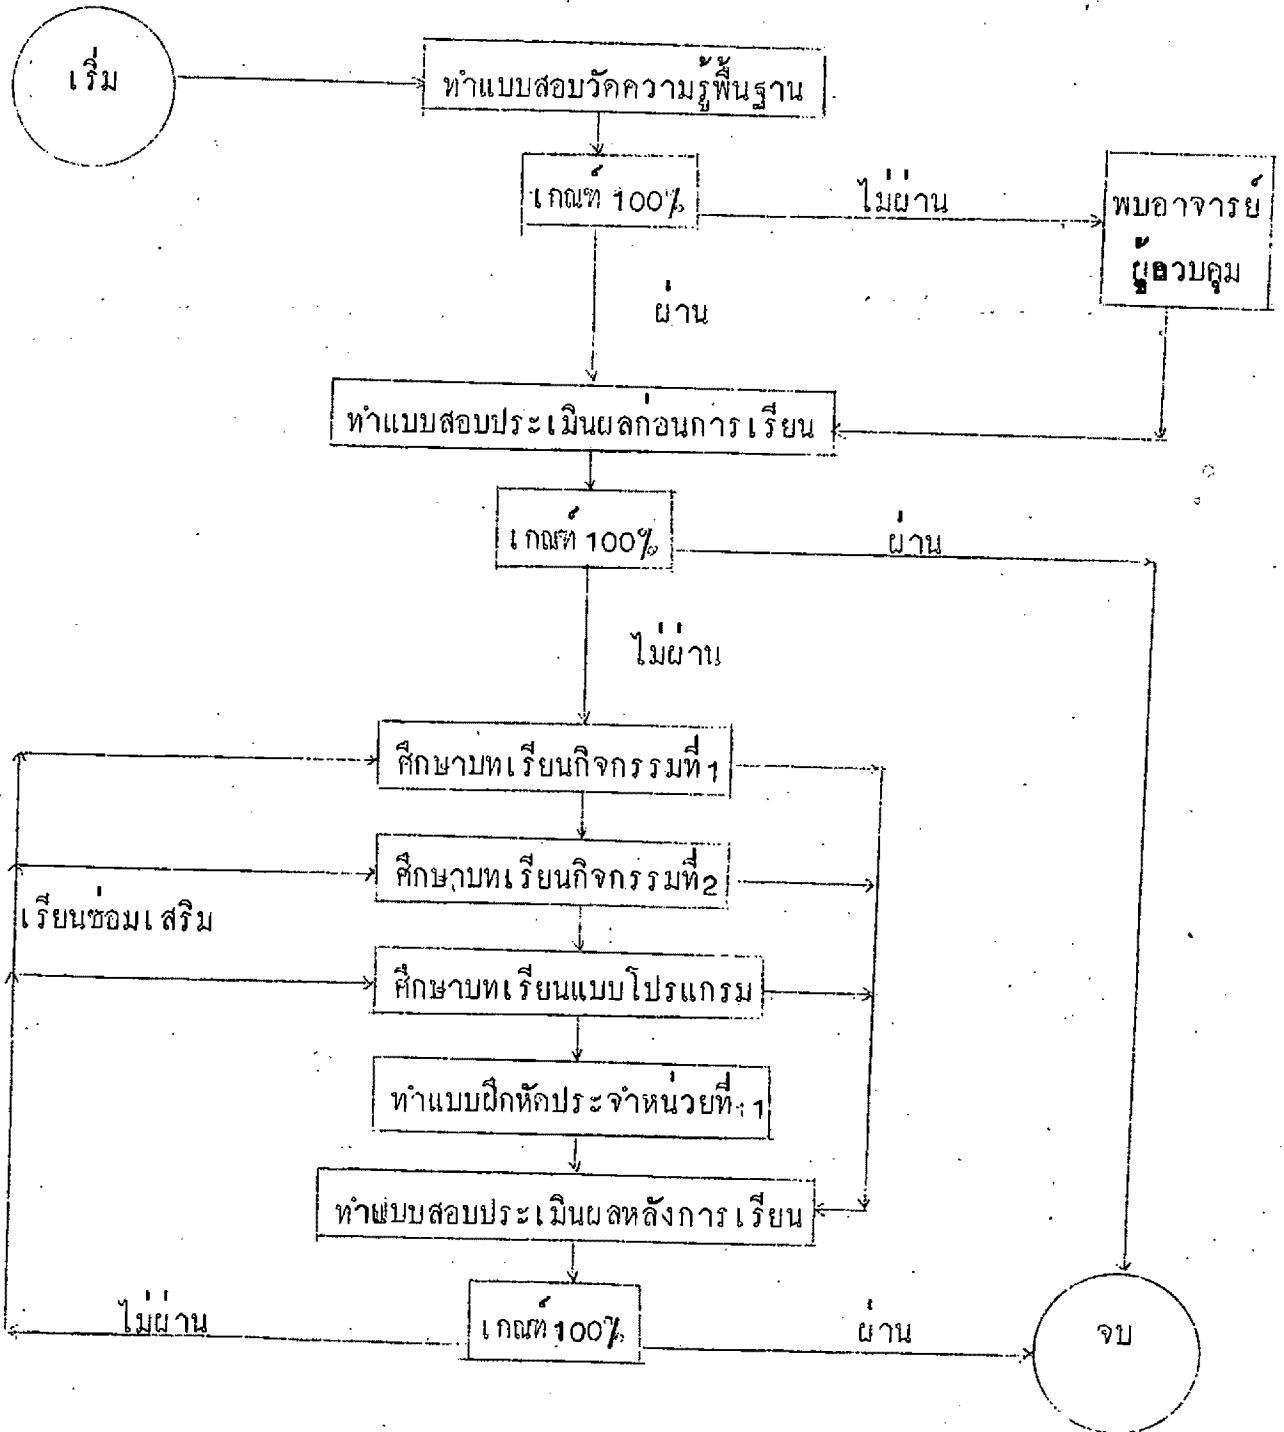 เริ่ม
ทำแบบสอบวัดความรู้พื้นฐาน
เกณฑ์ 100%
ไม่ผ่าน
พบอาจารย์
ผู้ควบคุม
ผ่าน
ทำแบบสอบประเมินผลก่อนการเรียน
เกณฑ์ 100%
ผ่าน
ไม่ผ่าน
ศึกษาบทเรียนกิจกรรมที่1
ศึกษาบทเรียนกิจกรรมที่2
เรียนซ่อมเสริม
ศึกษาบทเรียนแบบโปรแกรม
ทำแบบฝึกหัดประจำหน่วยที่ 1
ทำแบบสอบประเมินผลหลังการเรียน
ไม่ผ่าน
เกณฑ์ 100%
ผ่าน
จบ